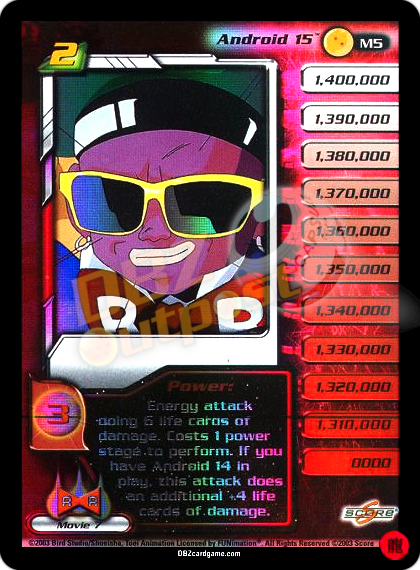 2
Android 15™
M5
1,400,000
1,390,000
1,380,000
1,370,000
1,360,000
1,350,000
1,340,000
1,330,000
1,320,000
1,310,000
0000
R R
DBZ
Outpost
Power:
3
Energy attack
doing 6 life cards of
damage. Costs 1 power
stage to perform. If you
have Android 14 in
play, this attack does
an additional +4 life
cards of damage.
R R
Movie 7
SCORE
©2003 Bird Studio/Shueisha, Toei Animation Licensed by FUNimation®. All Rights Reserved ©2003 Score
DBZcardgame.com
龍